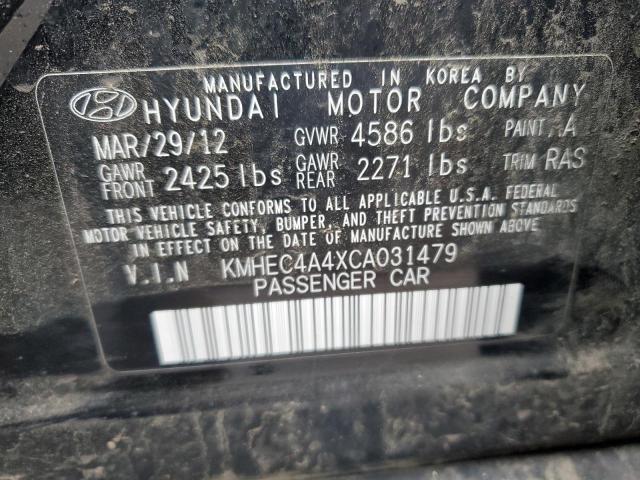 MANUFACTURED IN KOREA BY
HYUNDAI MOTOR COMPANY
MAR/29/12 GVWR 4586 lbs PAINT. A
GAWR FRONT 2425 lbs GAWR REAR 2271 lbs TRIM RAS
THIS VEHICLE CONFORMS TO ALL APPLICABLE U.S.A. FEDERAL
MOTOR VEHICLE SAFETY, BUMPER, AND THEFT PREVENTION STANDARDS
IN EFFECT ON THE DATE OF MANUFACTURE SHOWN ABOVE.
V.I.N KMHEC4A4XCA031479
PASSENGER CAR